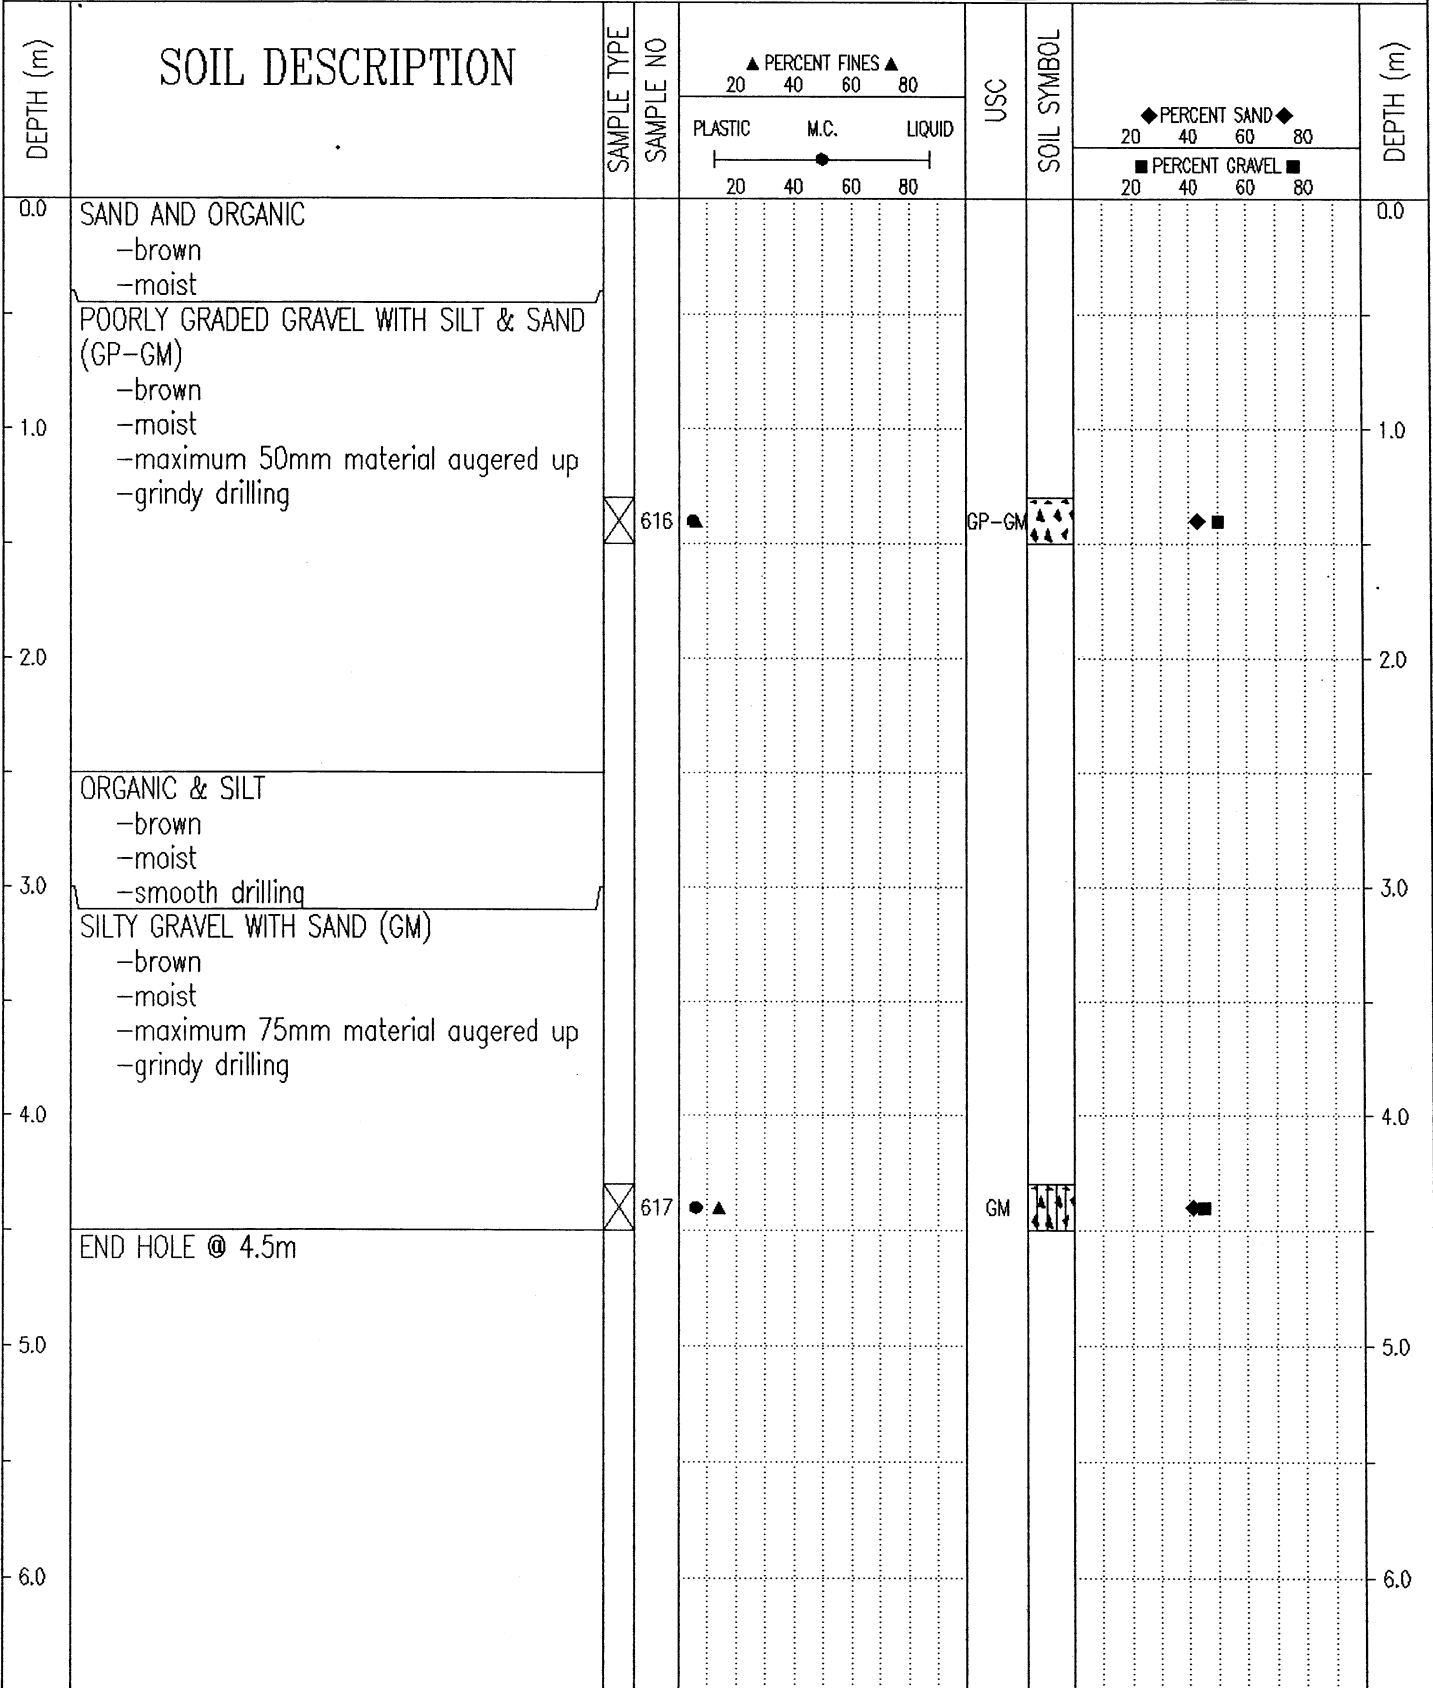 DEPTH (m)
SOIL DESCRIPTION
SAMPLE TYPE
SAMPLE NO
▲ PERCENT FINES ▲
20 40 60 80
PLASTIC M.C. LIQUID
20 40 60 80
USC
SOIL SYMBOL
◆ PERCENT SAND ◆
20 40 60 80
■ PERCENT GRAVEL ■
20 40 60 80
DEPTH (m)
0.0 SAND AND ORGANIC 0.0
-brown
-moist
POORLY GRADED GRAVEL WITH SILT & SAND
(GP-GM)
-brown
1.0 -moist 1.0
-maximum 50mm material augered up
-grindy drilling
616 GP-GM
2.0 2.0
ORGANIC & SILT
-brown
-moist
3.0 -smooth drilling 3.0
SILTY GRAVEL WITH SAND (GM)
-brown
-moist
-maximum 75mm material augered up
-grindy drilling
4.0 4.0
617 GM
END HOLE @ 4.5m
5.0 5.0
6.0 6.0